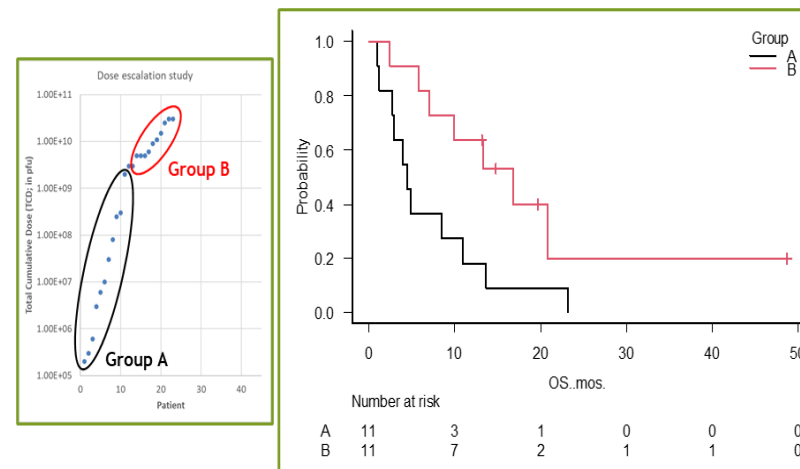 Dose escalation study
Total Cumulative Dose (TCD; in pfu)
1.00E+11
1.00E+10
1.00E+09
1.00E+08
1.00E+07
1.00E+06
1.00E+05
Group B
Group A
0 10 20 30 40
Patient
Group
A
B
Probability
1.0
0.8
0.6
0.4
0.2
0.0
0 10 20 30 40 50
OS..mos.
Number at risk
A 11 3 1 0 0 0
B 11 7 2 1 1 0